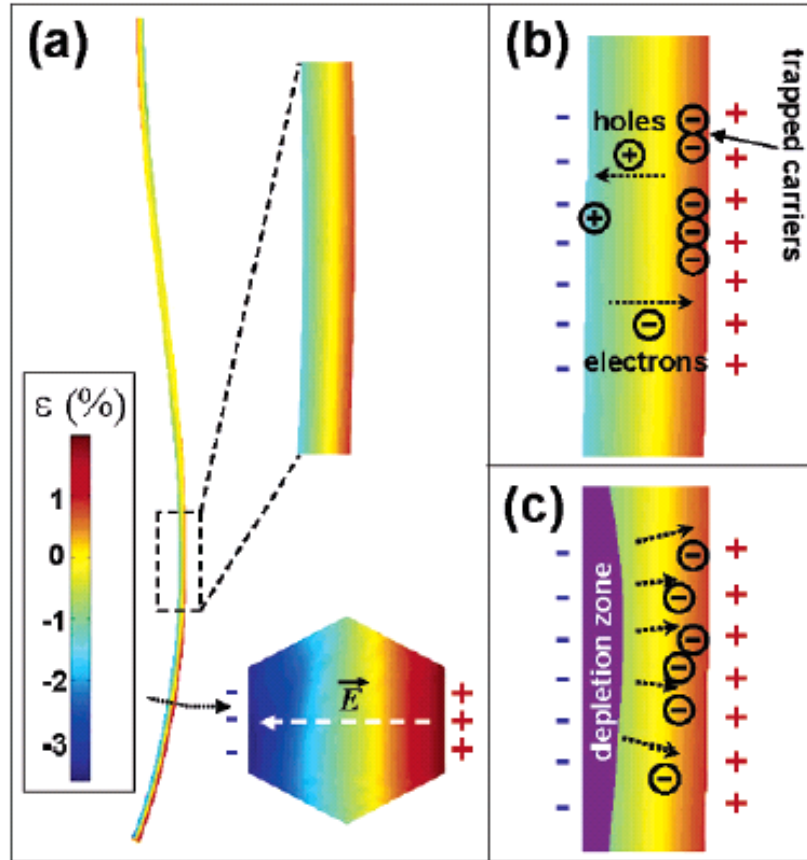 (a)
ε (%)
1
0
-1
-2
-3
- - -
E
+ + +
(b)
trapped carriers
holes
+
+
- - - - - - -
- - - - - -
+ + + + + + +
electrons
(c)
depletion zone
- - - - - - -
- - - - - -
+ + + + + + +